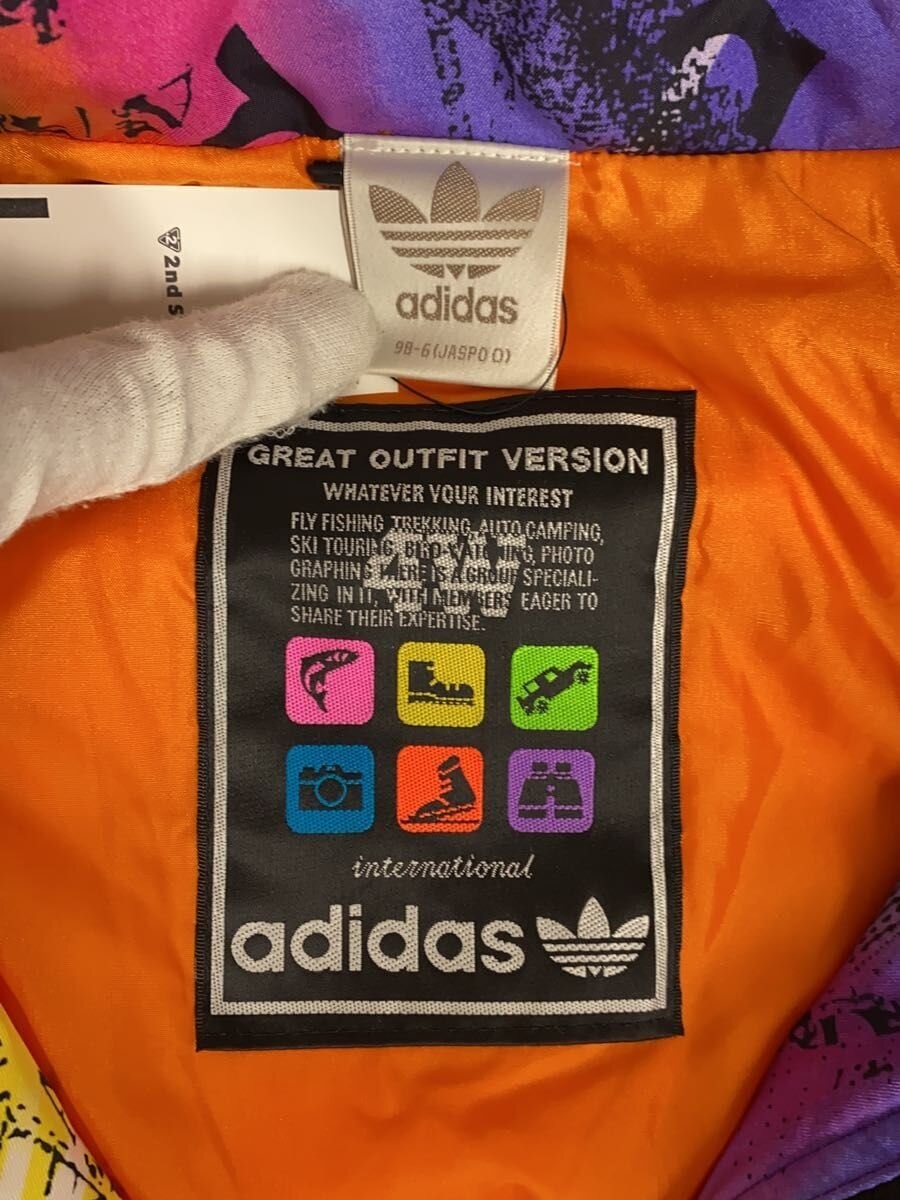 2nd S
adidas
9B-6(JASPO O)
GREAT OUTFIT VERSION
WHATEVER YOUR INTEREST
FLY FISHING, TREKKING, AUTO CAMPING,
SKI TOURING, BIRD-WATCHING, PHOTO
GRAPHING THERE IS A GROUP SPECIALI-
ZING IN IT, WITH MEMBERS EAGER TO
SHARE THEIR EXPERTISE.
international
adidas